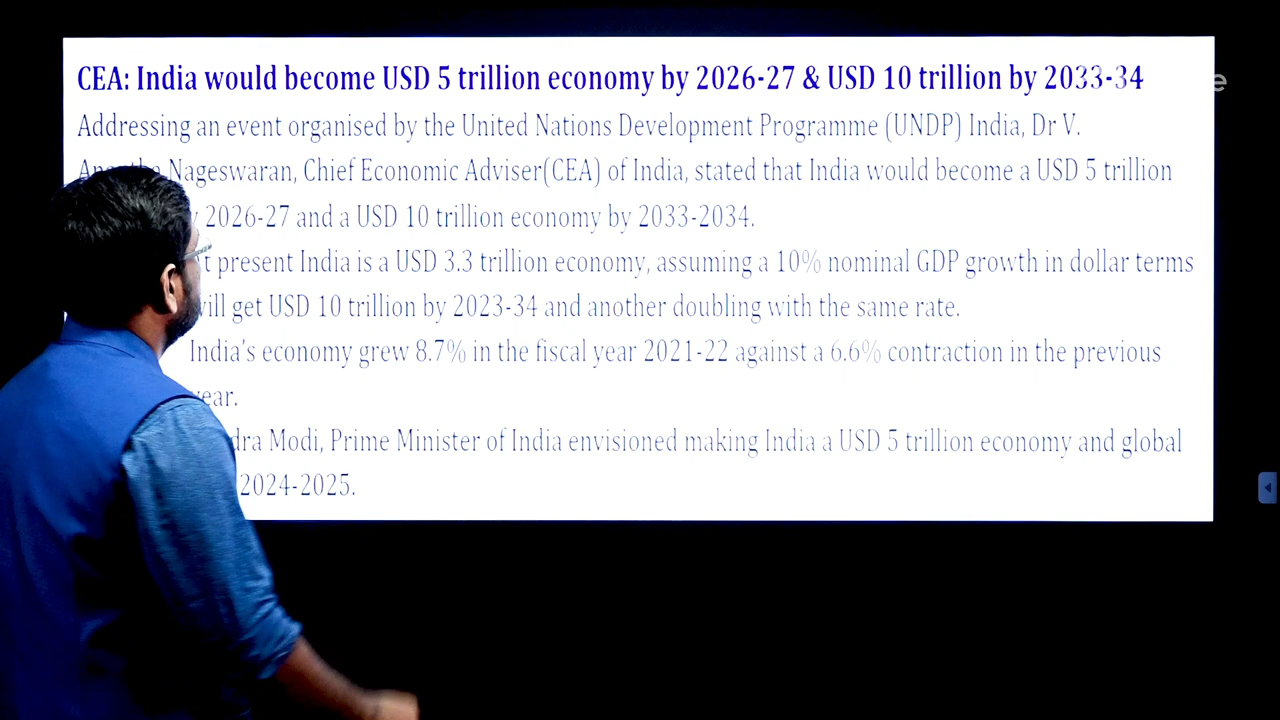 CEA: India would become USD 5 trillion economy by 2026-27 & USD 10 trillion by 2033-34
Addressing an event organised by the United Nations Development Programme (UNDP) India, Dr V.
Nageswaran, Chief Economic Adviser(CEA) of India, stated that India would become a USD 5 trillion
2026-27 and a USD 10 trillion economy by 2033-2034.
present India is a USD 3.3 trillion economy, assuming a 10% nominal GDP growth in dollar terms
get USD 10 trillion by 2023-34 and another doubling with the same rate.
India's economy grew 8.7% in the fiscal year 2021-22 against a 6.6% contraction in the previous
year.
Modi, Prime Minister of India envisioned making India a USD 5 trillion economy and global
2024-2025.